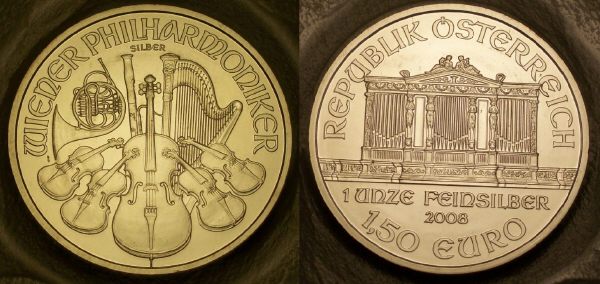 WIENER PHILHARMONIKER
SILBER
REPUBLIK ÖSTERREICH
1 UNZE FEINSILBER
2008
1,50 EURO